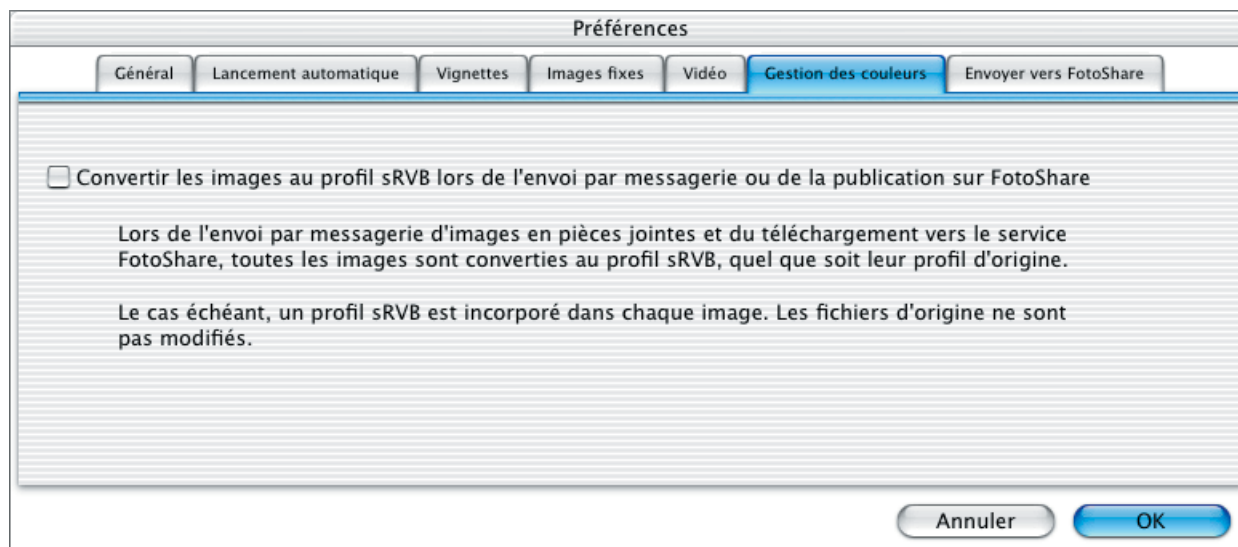 Préférences
Général
Lancement automatique
Vignettes
Images fixes
Vidéo
Gestion des couleurs
Envoyer vers FotoShare
Convertir les images au profil sRVB lors de l'envoi par messagerie ou de la publication sur FotoShare
Lors de l'envoi par messagerie d'images en pièces jointes et du téléchargement vers le service
FotoShare, toutes les images sont converties au profil sRVB, quel que soit leur profil d'origine.
Le cas échéant, un profil sRVB est incorporé dans chaque image. Les fichiers d'origine ne sont
pas modifiés.
Annuler
OK